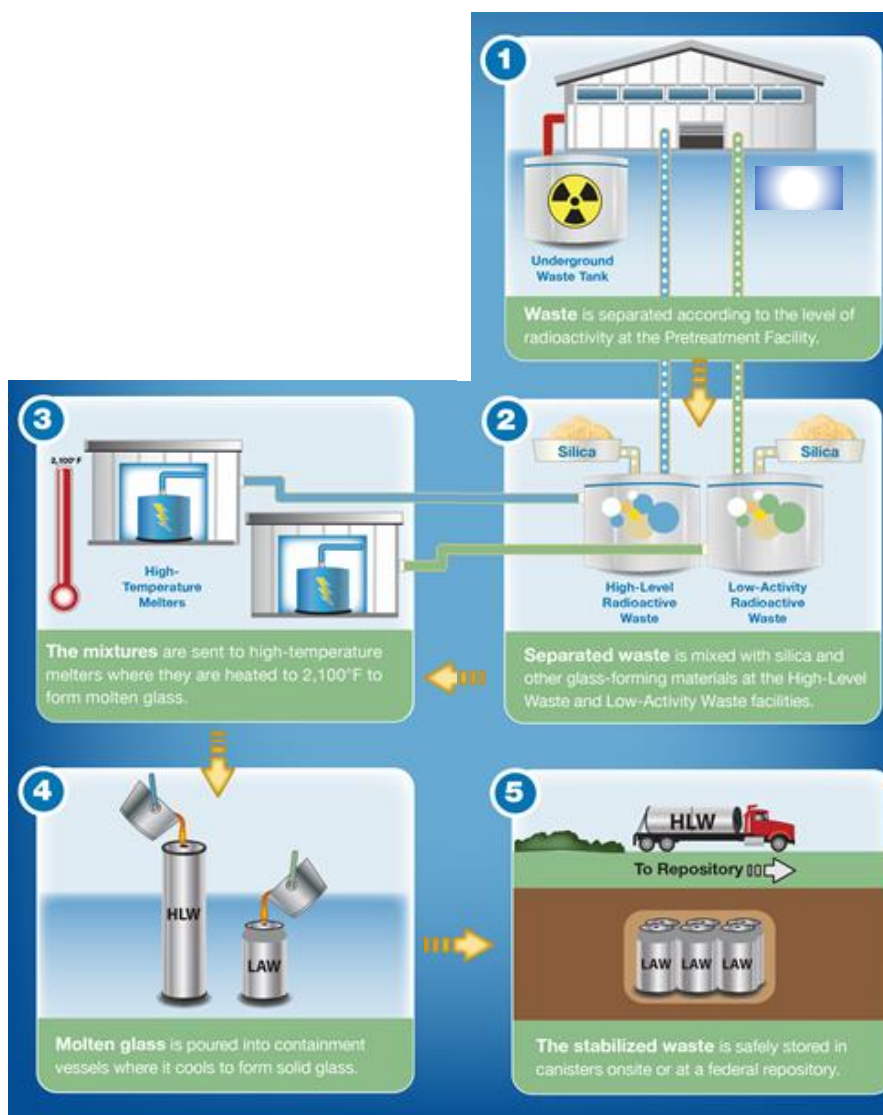 1
Underground
Waste Tank
Waste is separated according to the level of
radioactivity at the Pretreatment Facility.
2
Silica
Silica
High-Level
Radioactive
Waste
Low-Activity
Radioactive
Waste
Separated waste is mixed with silica and
other glass-forming materials at the High-Level
Waste and Low-Activity Waste facilities.
3
2,100°F
High-
Temperature
Melters
The mixtures are sent to high-temperature
melters where they are heated to 2,100°F to
form molten glass.
4
HLW
LAW
Molten glass is poured into containment
vessels where it cools to form solid glass.
5
HLW
To Repository
LAW LAW LAW
The stabilized waste is safely stored in
canisters onsite or at a federal repository.